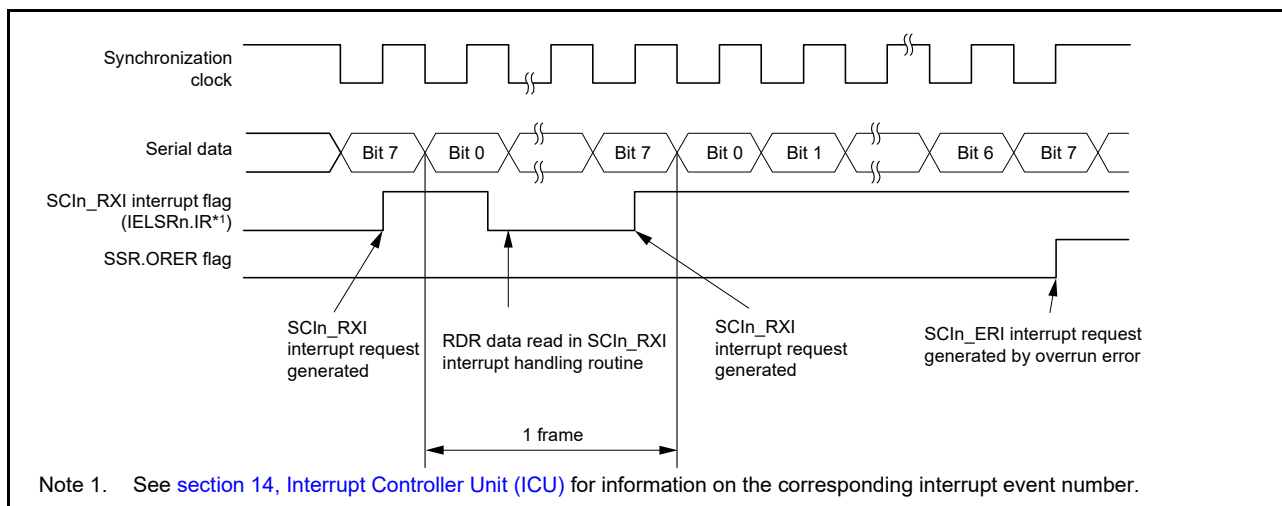 Synchronization
clock
Serial data
Bit 7
Bit 0
Bit 7
Bit 0
Bit 1
Bit 6
Bit 7
SCIn_RXI interrupt flag
(IELSRn.IR*1)
SSR.ORER flag
SCIn_RXI
interrupt request
generated
RDR data read in SCIn_RXI
interrupt handling routine
SCIn_RXI
interrupt request
generated
SCIn_ERI interrupt request
generated by overrun error
1 frame
Note 1. See section 14, Interrupt Controller Unit (ICU) for information on the corresponding interrupt event number.